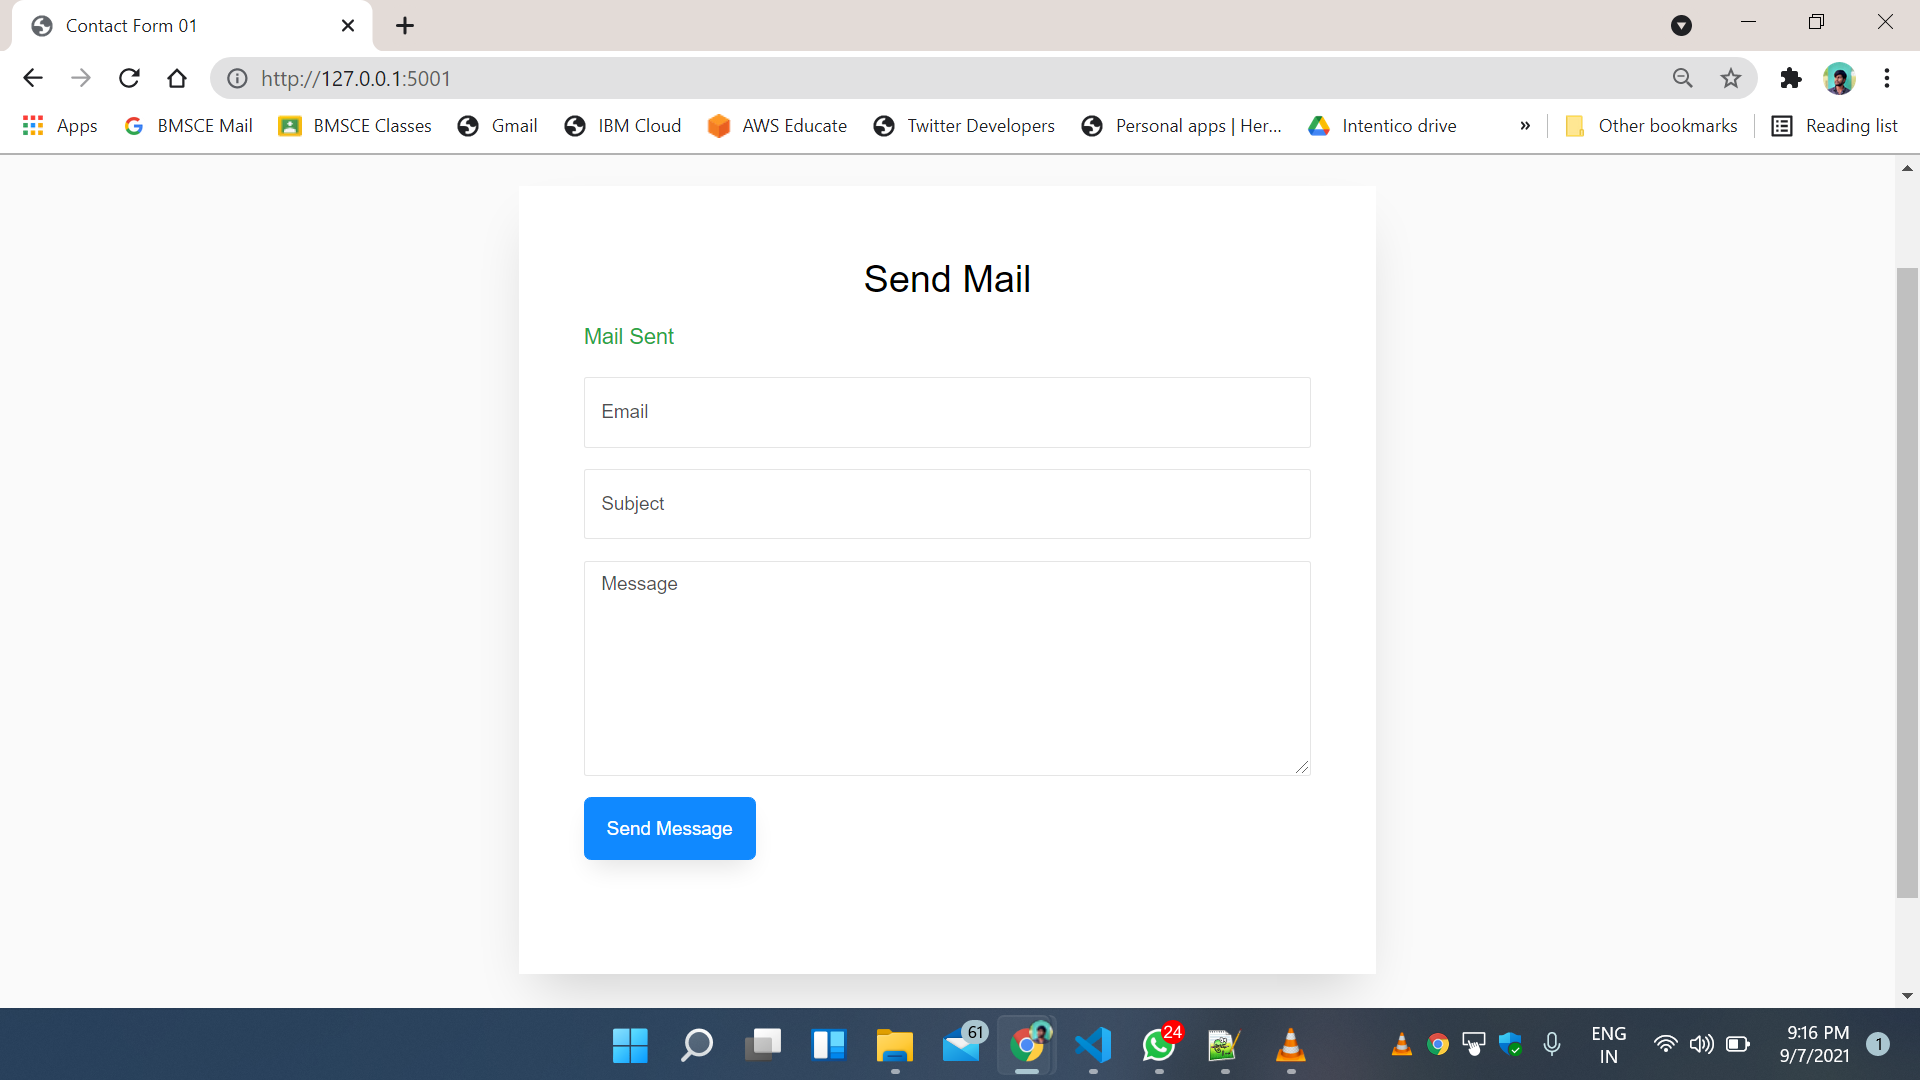 Contact Form 01
http://127.0.0.1:5001
Apps BMSCE Mail BMSCE Classes Gmail IBM Cloud AWS Educate Twitter Developers Personal apps | Her... Intentico drive » Other bookmarks Reading list
Send Mail
Mail Sent
Email
Subject
Message
Send Message
61
24
ENG
IN
9:16 PM
9/7/2021
1